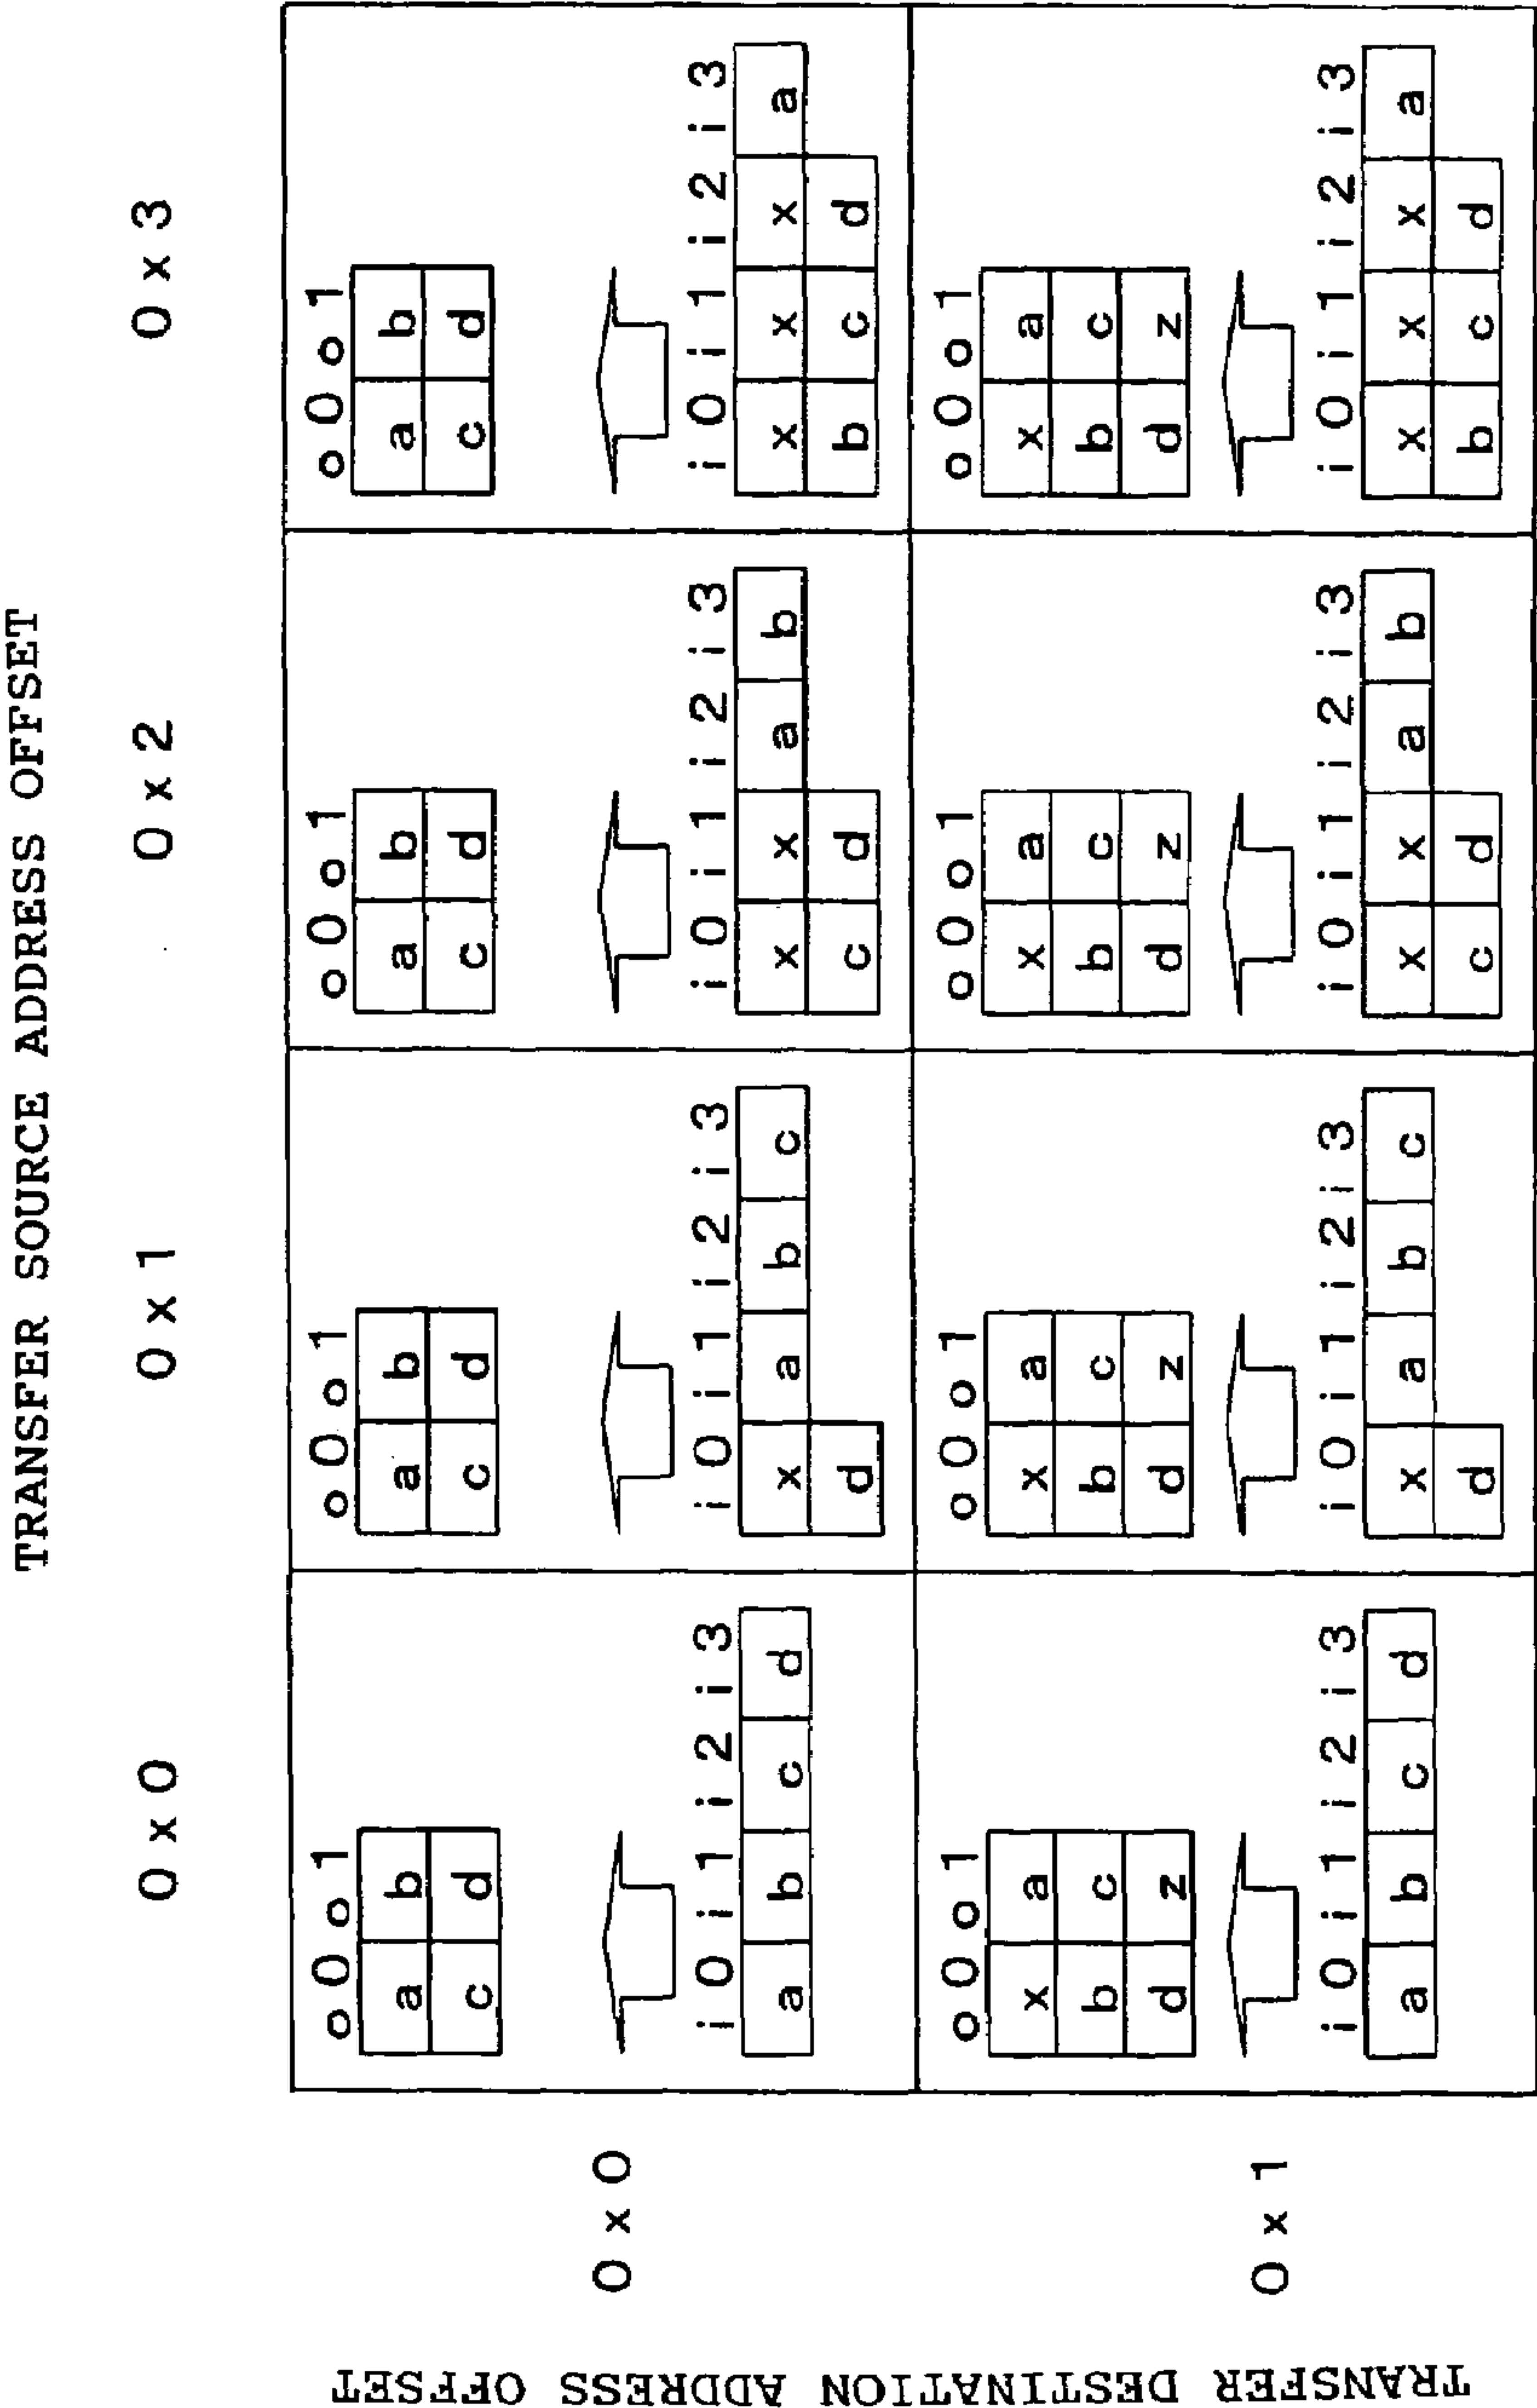 TRANSFER SOURCE ADDRESS OFFSET
0x0 0x1 0x2 0x3
TRANSFER DESTINATION ADDRESS OFFSET
0x0
o0 o1 o0 o1 o0 o1 o0 o1
a b a b a b a b
c d c d c d c d
i0 i1 i2 i3 i0 i1 i2 i3 i0 i1 i2 i3 i0 i1 i2 i3
a b c d x a b c x x a b x x x a
d c d b c d
0x1
o0 o1 o0 o1 o0 o1 o0 o1
x a x a x a x a
b c b c b c b c
d z d z d z d z
i0 i1 i2 i3 i0 i1 i2 i3 i0 i1 i2 i3 i0 i1 i2 i3
a b c d x a b c x x a b x x x a
d c d b c d